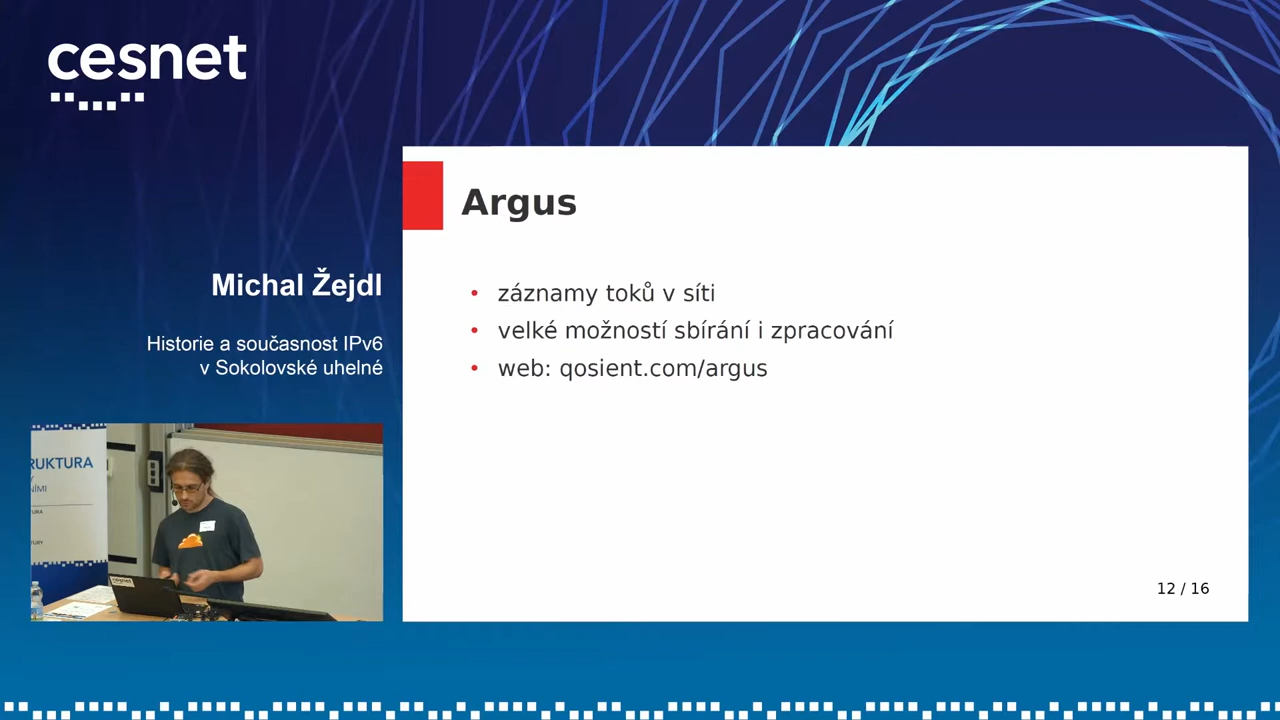 cesnet
Argus
záznamy toků v síti
velké možností sbírání i zpracování
web: qosient.com/argus
12 / 16
Michal Žejdl
Historie a současnost IPv6
v Sokolovské uhelné
RUKTURA
cesnet